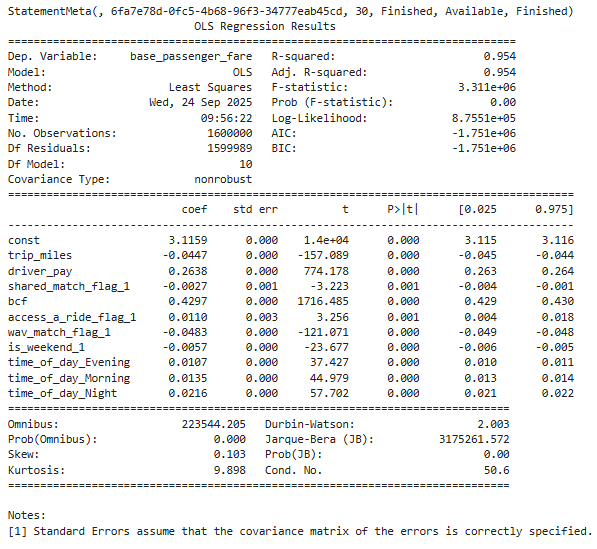 StatementMeta(, 6fa7e78d-0fc5-4b68-96f3-34777eab45cd, 30, Finished, Available, Finished)
OLS Regression Results
==============================================================================
Dep. Variable: base_passenger_fare R-squared: 0.954
Model: OLS Adj. R-squared: 0.954
Method: Least Squares F-statistic: 3.311e+06
Date: Wed, 24 Sep 2025 Prob (F-statistic): 0.00
Time: 09:56:22 Log-Likelihood: 8.7551e+05
No. Observations: 1600000 AIC: -1.751e+06
Df Residuals: 1599989 BIC: -1.751e+06
Df Model: 10
Covariance Type: nonrobust
==============================================================================
coef std err t P>|t| [0.025 0.975]
------------------------------------------------------------------------------
const 3.1159 0.000 1.4e+04 0.000 3.115 3.116
trip_miles -0.0447 0.000 -157.089 0.000 -0.045 -0.044
driver_pay 0.2638 0.000 774.178 0.000 0.263 0.264
shared_match_flag_1 -0.0027 0.001 -3.223 0.001 -0.004 -0.001
bcf 0.4297 0.000 1716.485 0.000 0.429 0.430
access_a_ride_flag_1 0.0110 0.003 3.256 0.001 0.004 0.018
wav_match_flag_1 -0.0483 0.000 -121.071 0.000 -0.049 -0.048
is_weekend_1 -0.0057 0.000 -23.677 0.000 -0.006 -0.005
time_of_day_Evening 0.0107 0.000 37.427 0.000 0.010 0.011
time_of_day_Morning 0.0135 0.000 44.979 0.000 0.013 0.014
time_of_day_Night 0.0216 0.000 57.702 0.000 0.021 0.022
==============================================================================
Omnibus: 223544.205 Durbin-Watson: 2.003
Prob(Omnibus): 0.000 Jarque-Bera (JB): 3175261.572
Skew: 0.103 Prob(JB): 0.00
Kurtosis: 9.898 Cond. No. 50.6
==============================================================================
Notes:
[1] Standard Errors assume that the covariance matrix of the errors is correctly specified.